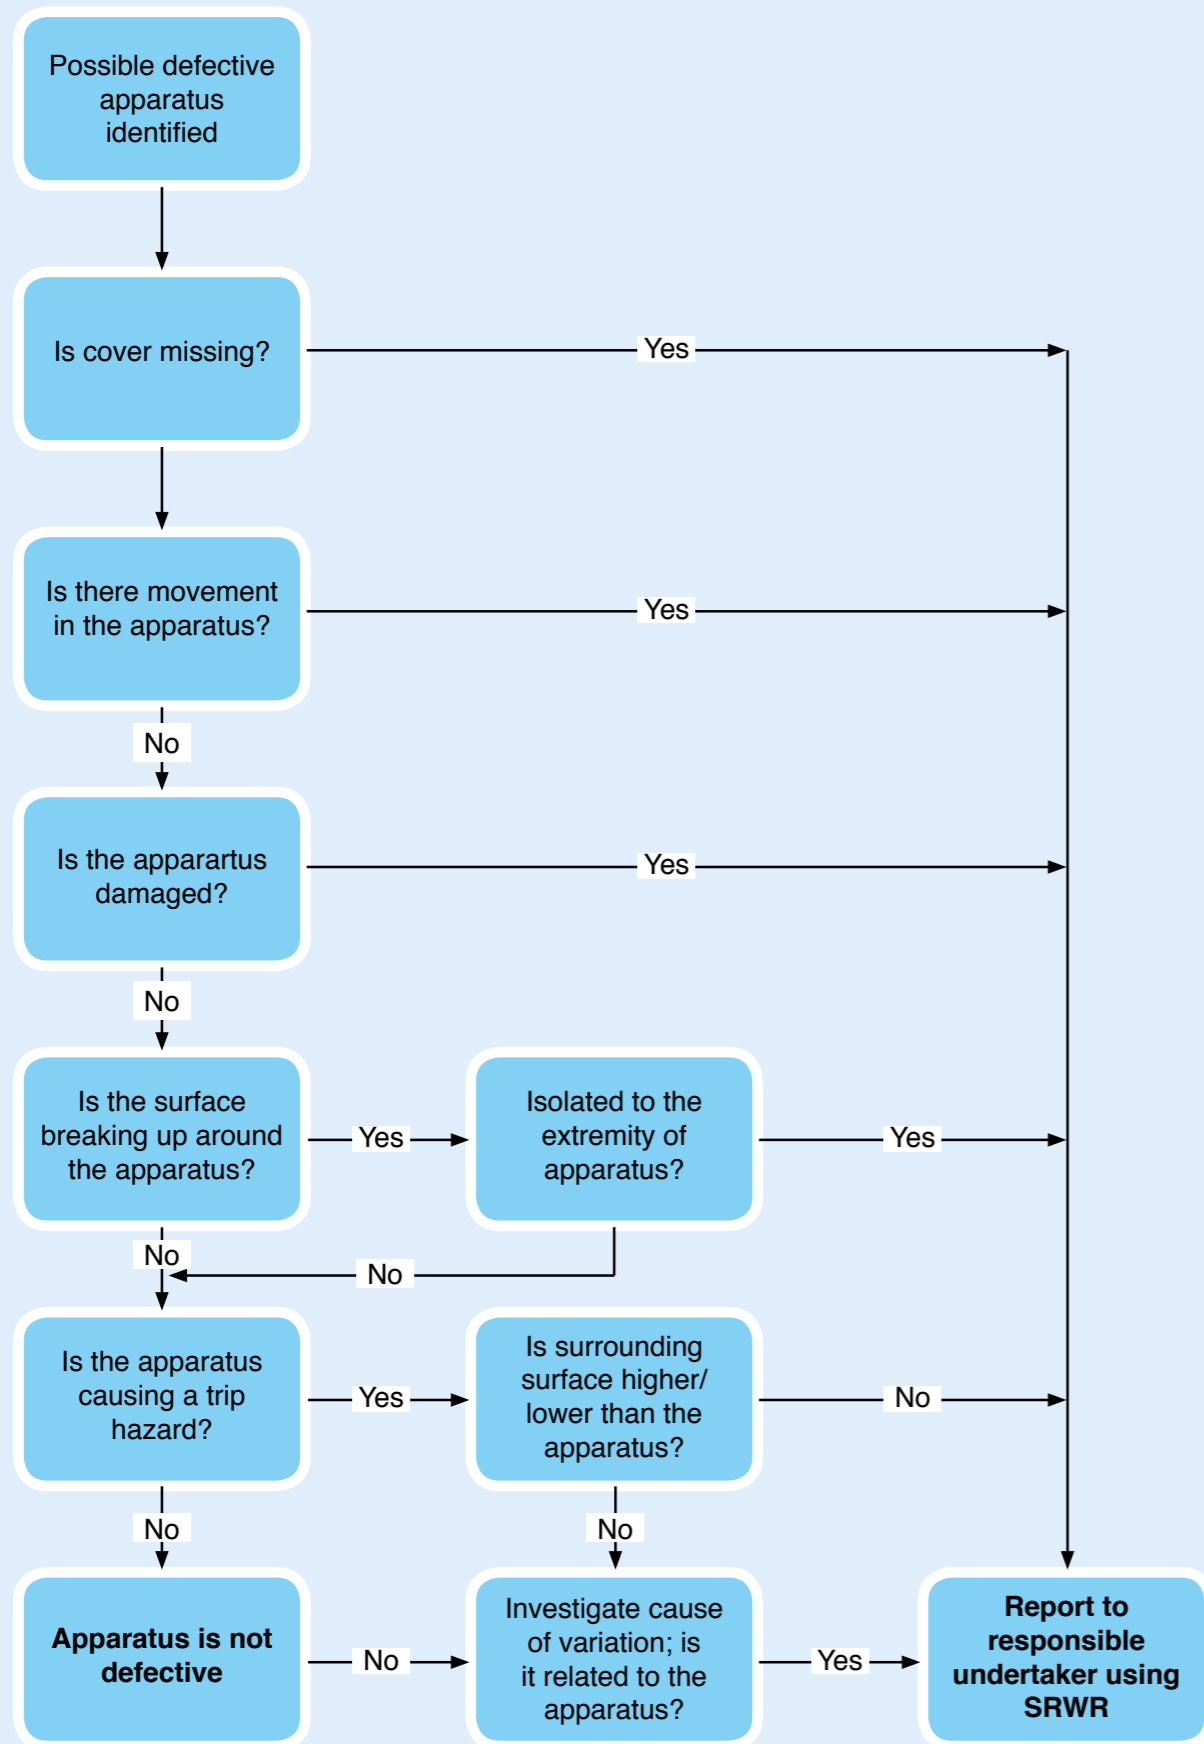 Possible defective
apparatus
identified
Is cover missing?
Yes
Is there movement
in the apparatus?
Yes
No
Is the apparartus
damaged?
Yes
No
Is the surface
breaking up around
the apparatus?
Yes
Isolated to the
extremity of
apparatus?
Yes
No
No
Is the apparatus
causing a trip
hazard?
Yes
Is surrounding
surface higher/
lower than the
apparatus?
No
No
No
Apparatus is not
defective
No
Investigate cause
of variation; is
it related to the
apparatus?
Yes
Report to
responsible
undertaker using
SRWR